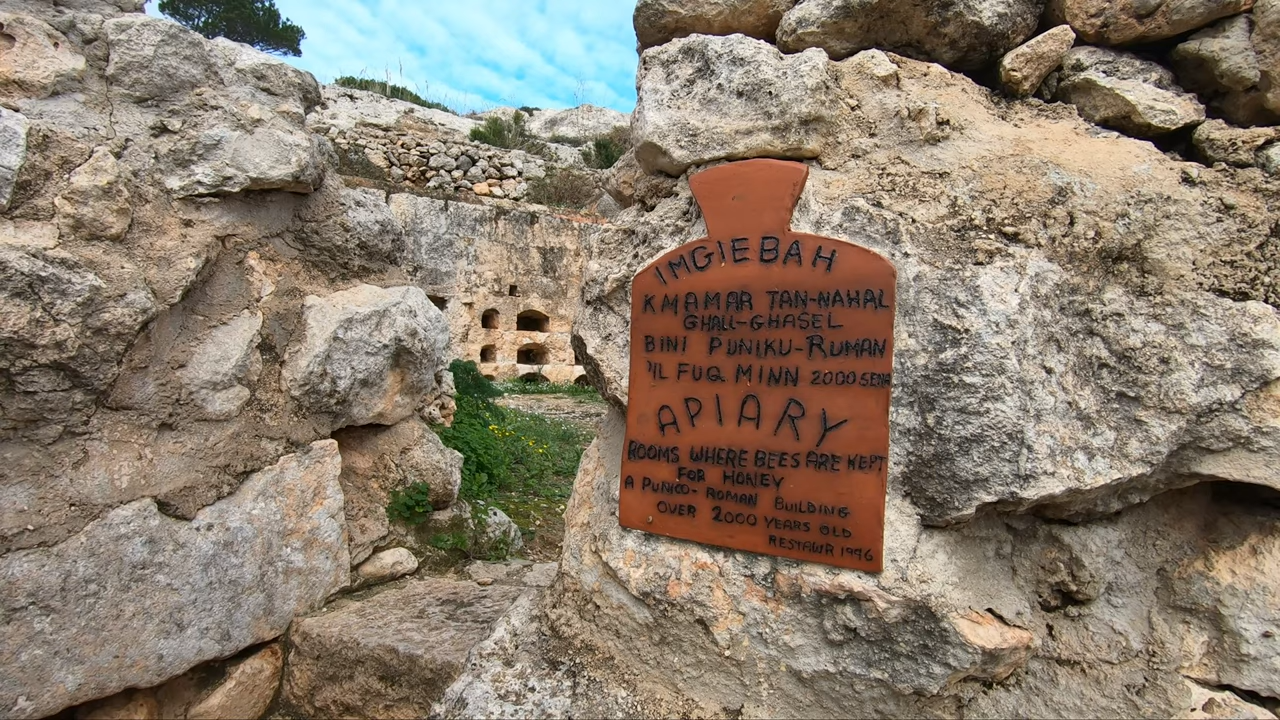 IMGIEBAH
KMAMAR TAN-NAHAL
GHALL-GHASEL
BINI PUNIKU-RUMAN
'IL FUQ MINN 2000 SENA
APIARY
ROOMS WHERE BEES ARE KEPT
FOR HONEY
A PUNICO-ROMAN BUILDING
OVER 2000 YEARS OLD
RESTAWR 1996